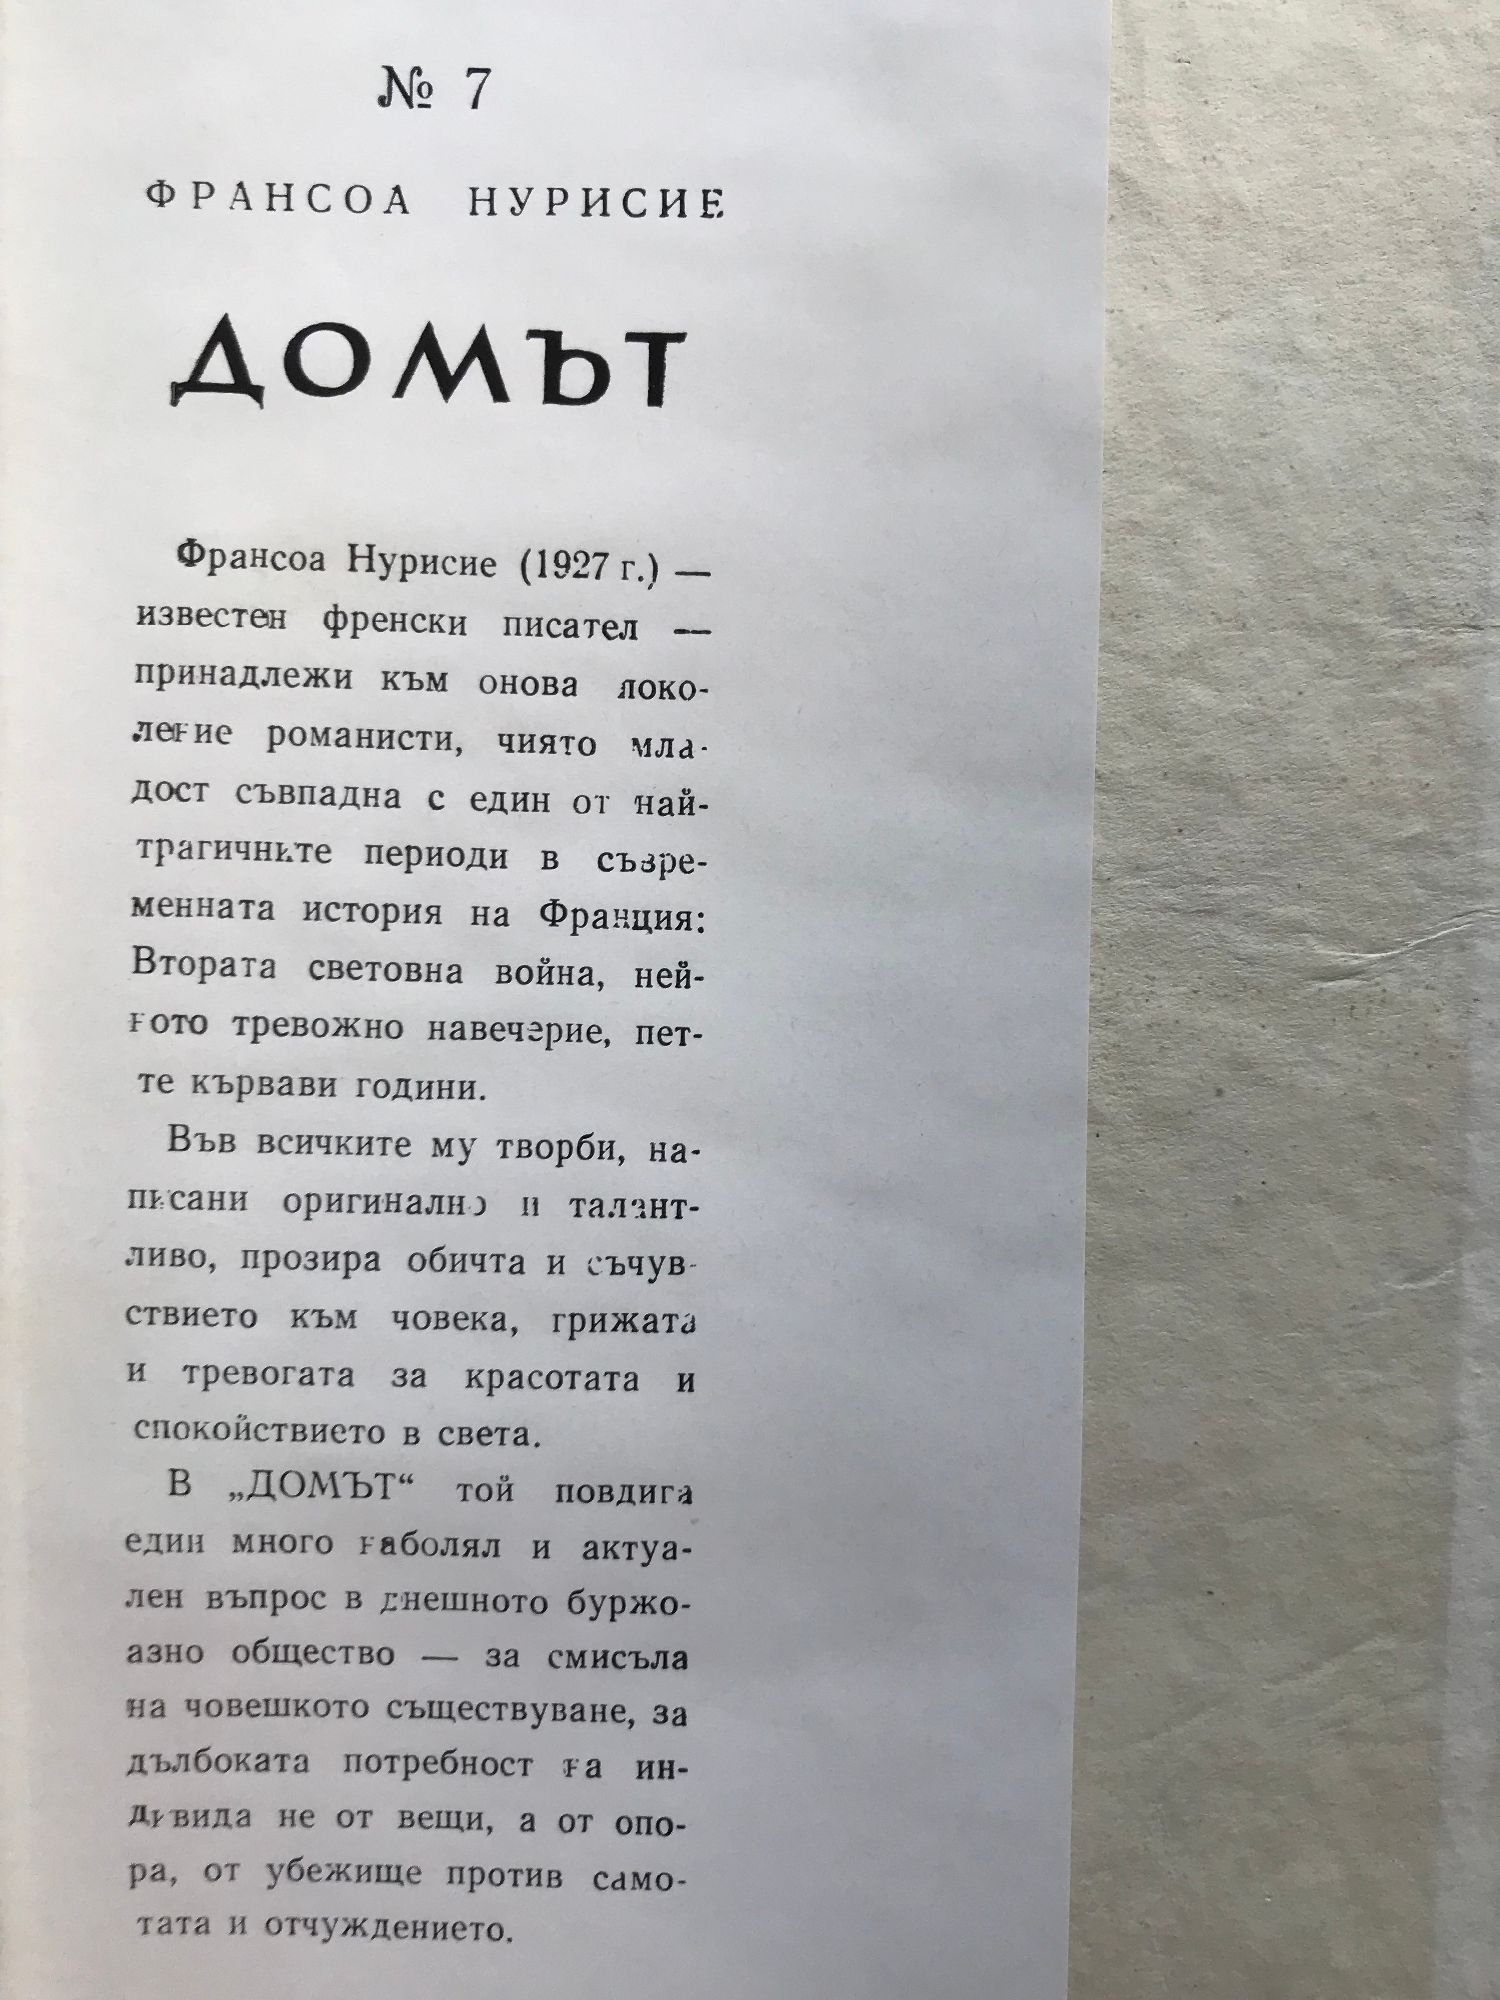 № 7
ФРАНСОА НУРИСИЕ
ДОМЪТ
Франсоа Нурисие (1927 г.) —
известен френски писател —
принадлежи към онова поко-
ление романисти, чиято мла-
дост съвпадна с един от най-
трагичните периоди в съвре-
менната история на Франция:
Втората световна война, ней-
ното тревожно навечерие, пет-
те кървави години.
Във всичките му творби, на-
писани оригинално и талант-
ливо, прозира обичта и съчув-
ствието към човека, грижата
и тревогата за красотата и
спокойствието в света.
В „ДОМЪТ“ той повдига
един много наболял и актуа-
лен въпрос в днешното буржо-
азно общество — за смисъла
на човешкото съществуване, за
дълбоката потребност на ин-
дивида не от вещи, а от опо-
ра, от убежище против само-
тата и отчуждението.